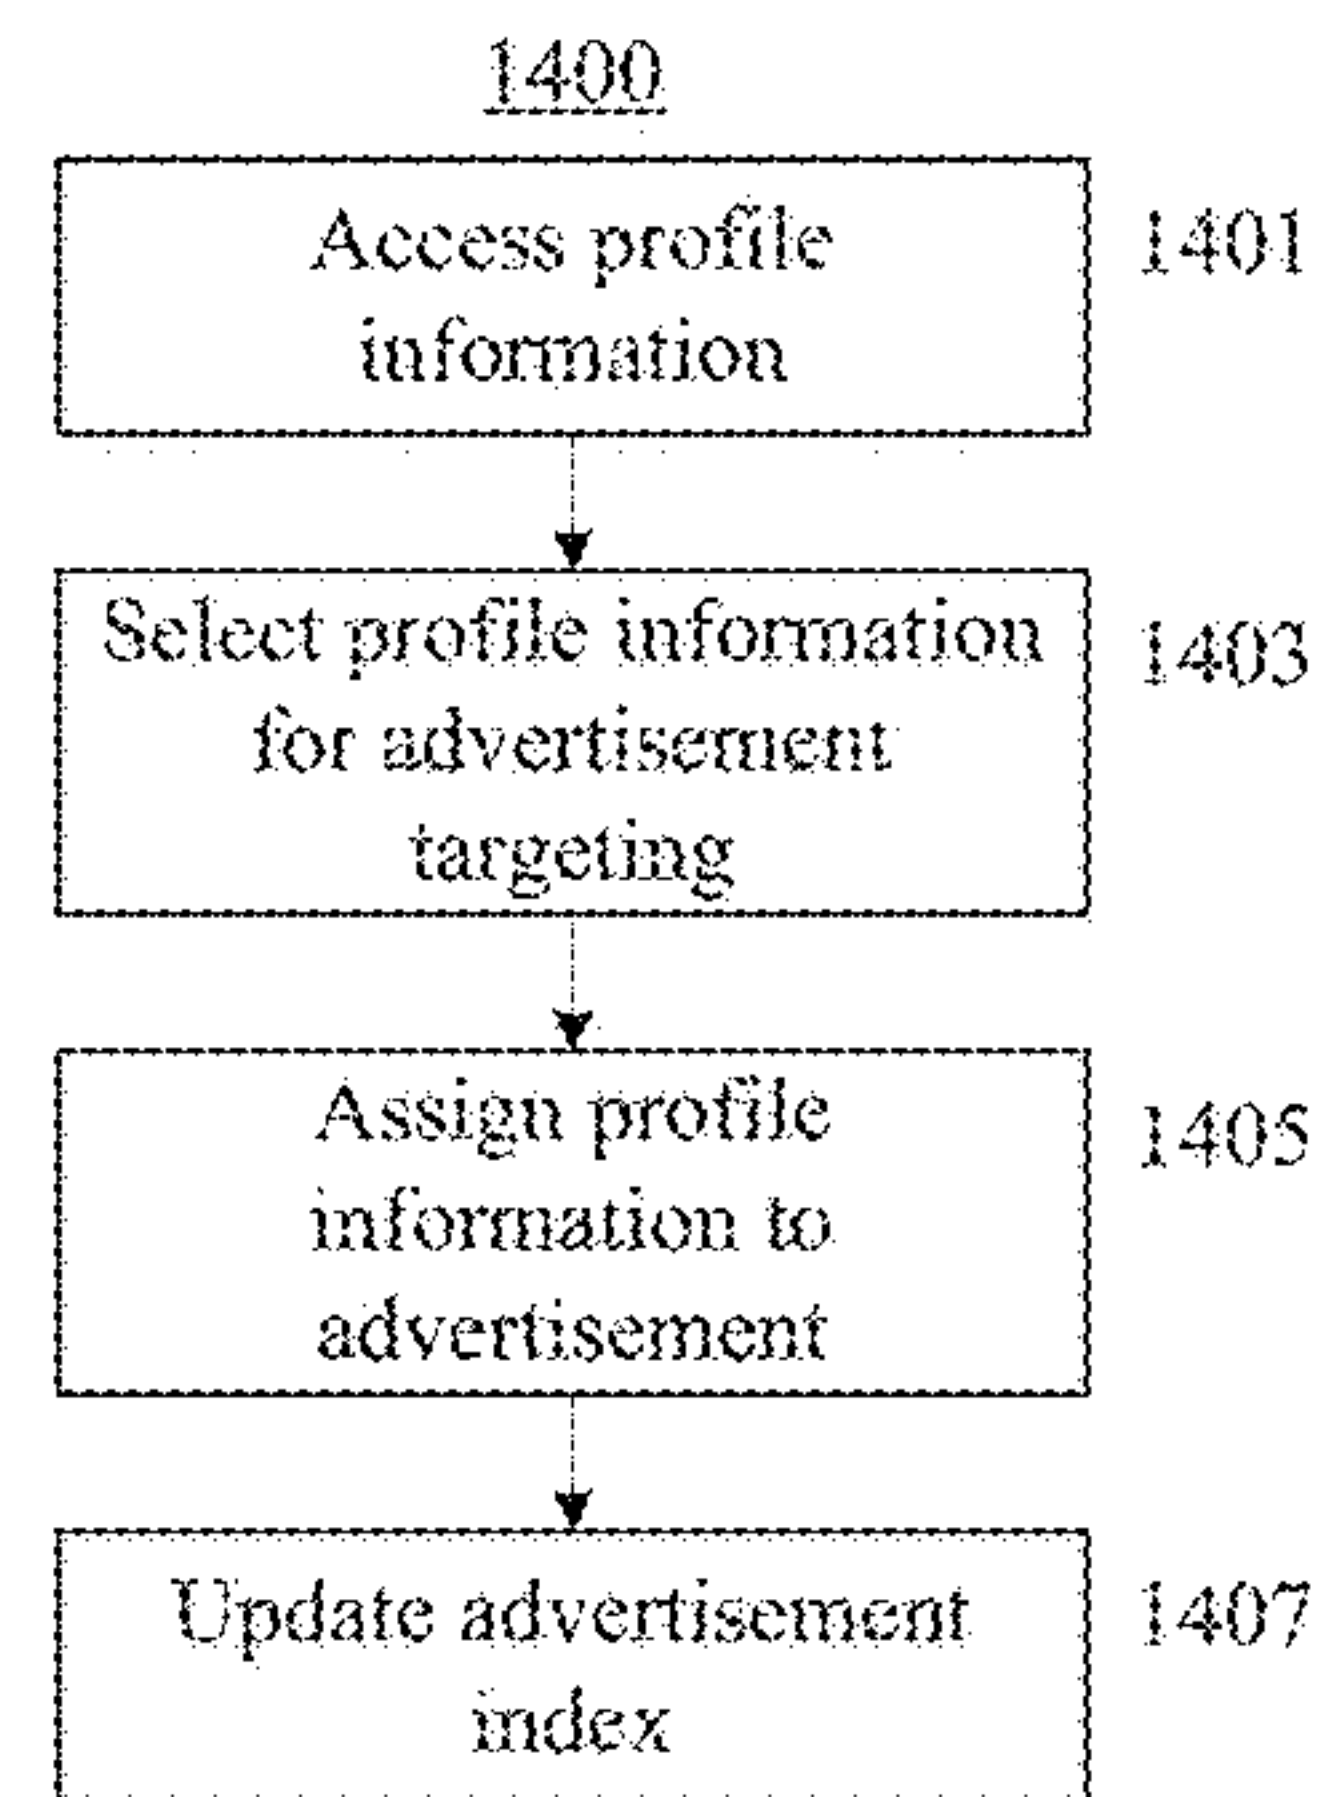 1400
Access profile
information
1401
Select profile information
for advertisement
targeting
1403
Assign profile
information to
advertisement
1405
Update advertisement
index
1407